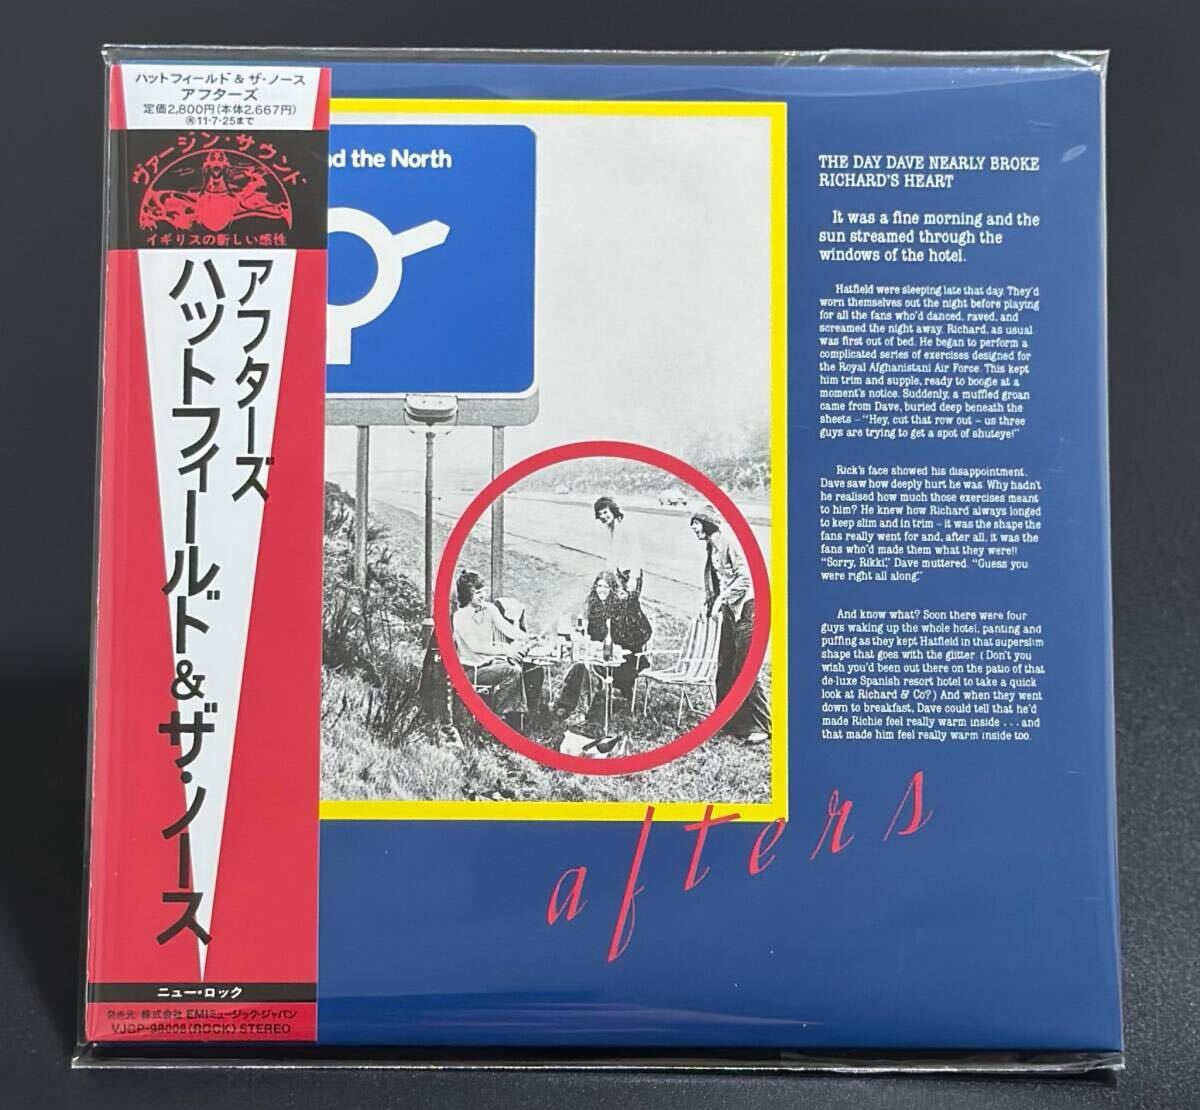 ハットフィールド&ザ・ノース
アフターズ
定価2,800円(本体2,667円)
Ⓡ11・7・25まで
ヴァージン・サウンド
イギリスの新しい感性
アフターズ
ハットフィールド&ザ・ノース
ニュー・ロック
発売元 株式会社 EMIミュージック・ジャパン
VJCP-98008(ROCK) STEREO
nd the North
THE DAY DAVE NEARLY BROKE
RICHARD'S HEART
It was a fine morning and the
sun streamed through the
windows of the hotel.
Hatfield were sleeping late that day. They'd
worn themselves out the night before playing
for all the fans who'd danced, raved, and
screamed the night away. Richard, as usual
was first out of bed. He began to perform a
complicated series of exercises designed for
the Royal Afghanistani Air Force. This kept
him trim and supple, ready to boogie at a
moment's notice. Suddenly, a muffled groan
came from Dave, buried deep beneath the
sheets – "Hey, cut that row out – us three
guys are trying to get a spot of shuteye!"
Rick's face showed his disappointment.
Dave saw how deeply hurt he was. Why hadn't
he realised how much those exercises meant
to him? He knew how Richard always longed
to keep slim and in trim – it was the shape the
fans really went for and, after all, it was the
fans who'd made them what they were!!
"Sorry, Rikki," Dave muttered. "Guess you
were right all along."
And know what? Soon there were four
guys waking up the whole hotel, panting and
puffing as they kept Hatfield in that superslim
shape that goes with the glitter. (Don't you
wish you'd been out there on the patio of that
de-luxe Spanish resort hotel to take a quick
look at Richard & Co?) And when they went
down to breakfast, Dave could tell that he'd
made Richie feel really warm inside . . . and
that made him feel really warm inside too.
afters